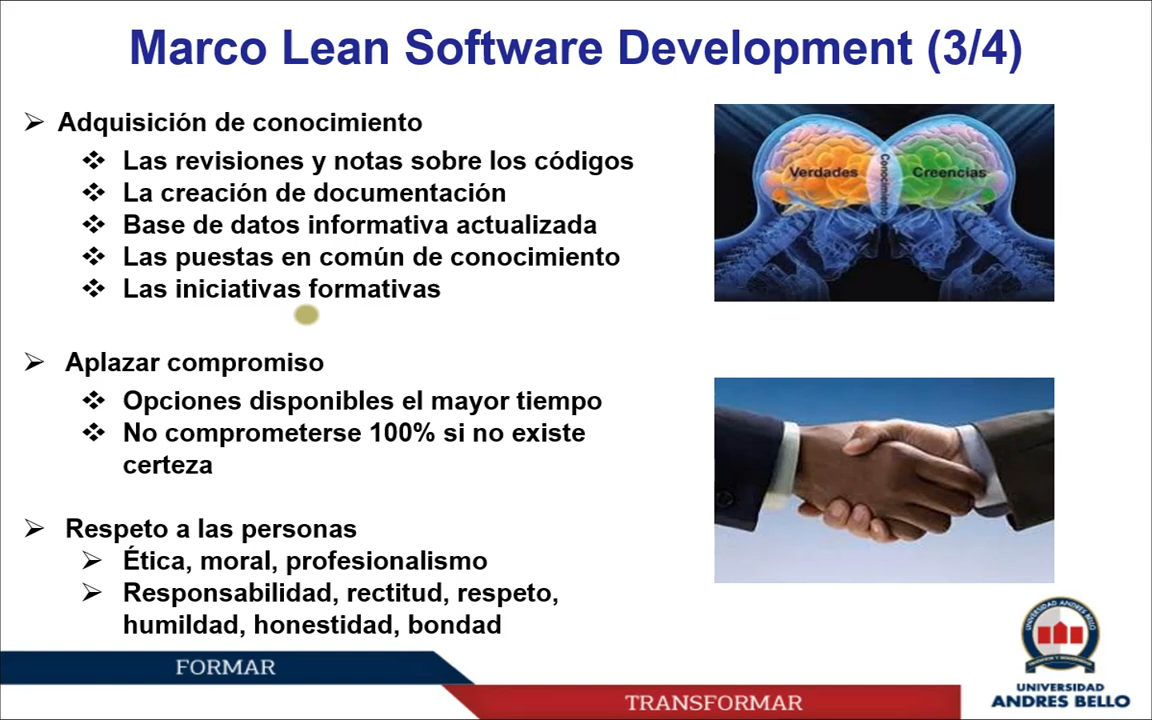 Marco Lean Software Development (3/4)
➢ Adquisición de conocimiento
❖ Las revisiones y notas sobre los códigos
❖ La creación de documentación
❖ Base de datos informativa actualizada
❖ Las puestas en común de conocimiento
❖ Las iniciativas formativas
Verdades
Conocimiento
Creencias
➢ Aplazar compromiso
❖ Opciones disponibles el mayor tiempo
❖ No comprometerse 100% si no existe
certeza
➢ Respeto a las personas
➢ Ética, moral, profesionalismo
➢ Responsabilidad, rectitud, respeto,
humildad, honestidad, bondad
FORMAR
TRANSFORMAR
UNIVERSIDAD ANDRES BELLO
UNIVERSIDAD
ANDRES BELLO